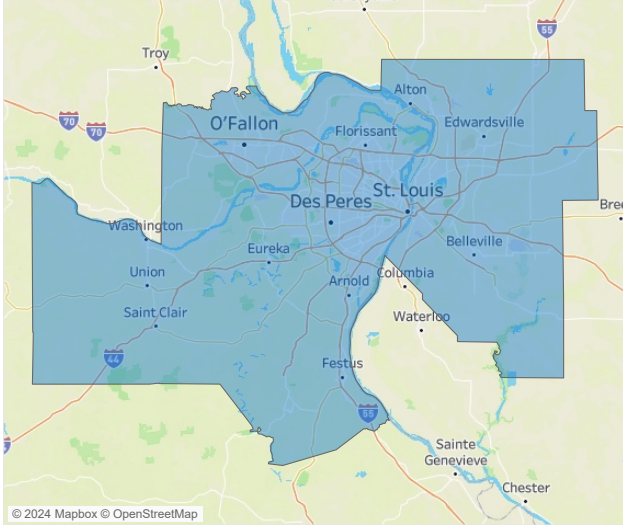 55
Troy
Alton
70
70
O'Fallon
Florissant
Edwardsville
St. Louis
Des Peres
Washington
Belleville
Eureka
Union
Arnold
Columbia
Saint Clair
Waterloo
44
Festus
55
Sainte
Genevieve
Chester
© 2024 Mapbox © OpenStreetMap